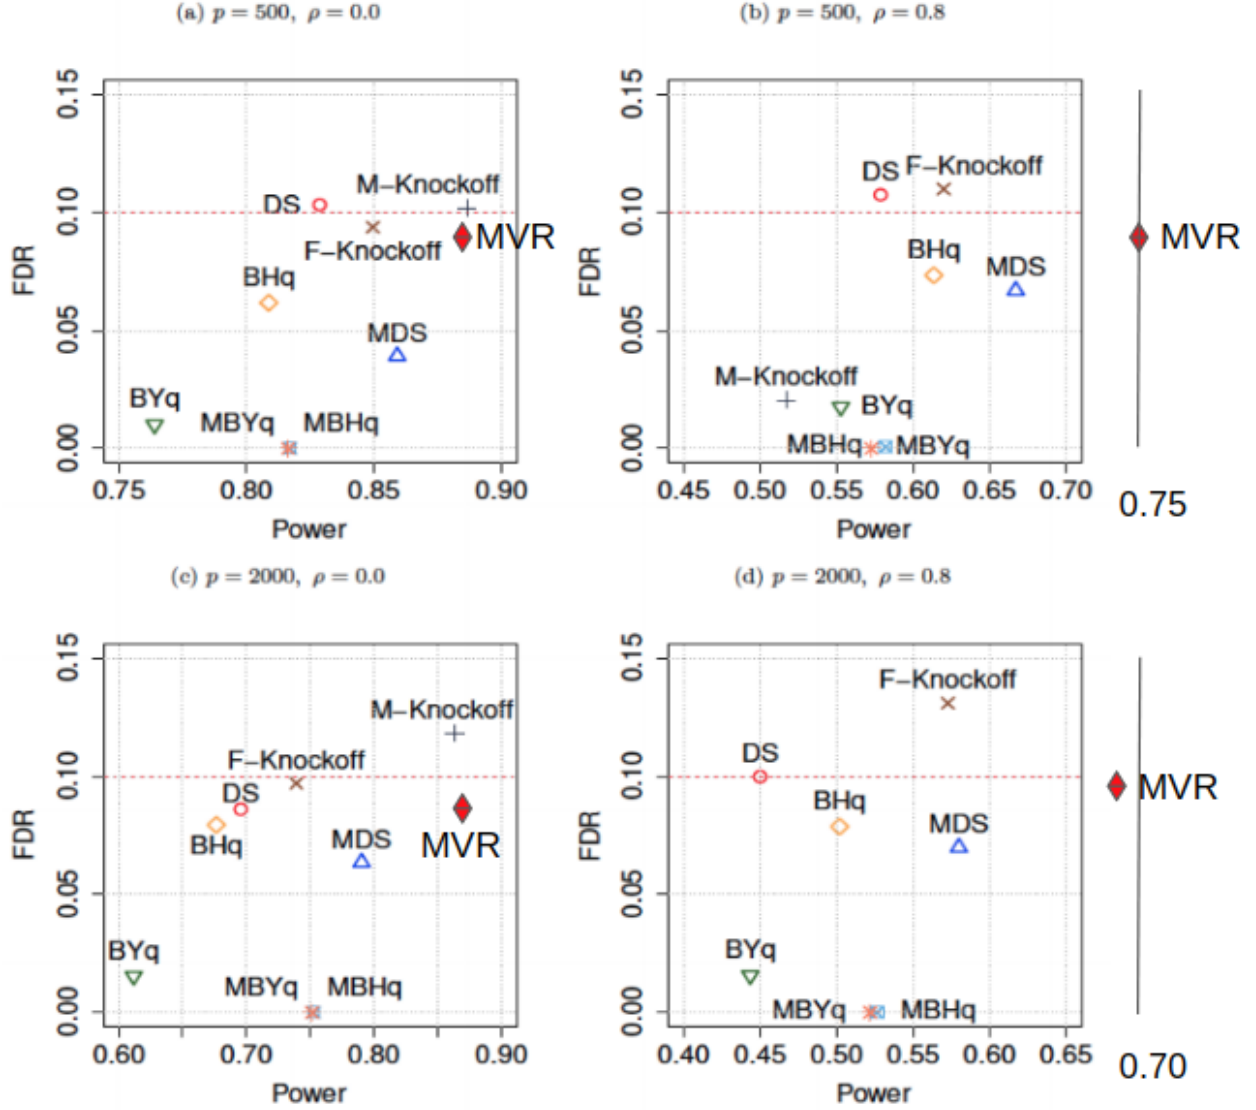 (a) p = 500, ρ = 0.0
0.15
M−Knockoff
DS
0.10
MVR
F−Knockoff
BHq
FDR
MDS
0.05
BYq
MBYq MBHq
0.00
0.75 0.80 0.85 0.90
Power
(b) p = 500, ρ = 0.8
0.15
DS F−Knockoff
0.10
MVR
BHq
MDS
FDR
0.05
M−Knockoff
BYq
MBHq MBYq
0.00
0.45 0.50 0.55 0.60 0.65 0.70 0.75
Power
(c) p = 2000, ρ = 0.0
0.15
M−Knockoff
F−Knockoff
0.10
DS
BHq
MDS
MVR
FDR
0.05
BYq
MBYq MBHq
0.00
0.60 0.70 0.80 0.90
Power
(d) p = 2000, ρ = 0.8
0.15
F−Knockoff
DS
0.10
MVR
BHq
MDS
FDR
0.05
BYq
MBYq MBHq
0.00
0.40 0.45 0.50 0.55 0.60 0.65 0.70
Power